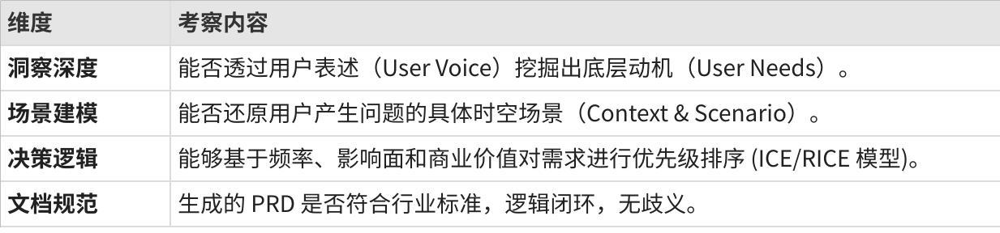 维度 考察内容
洞察深度 能否透过用户表述（User Voice）挖掘出底层动机（User Needs）。
场景建模 能否还原用户产生问题的具体时空场景（Context & Scenario）。
决策逻辑 能够基于频率、影响面和商业价值对需求进行优先级排序 (ICE/RICE 模型)。
文档规范 生成的 PRD 是否符合行业标准，逻辑闭环，无歧义。